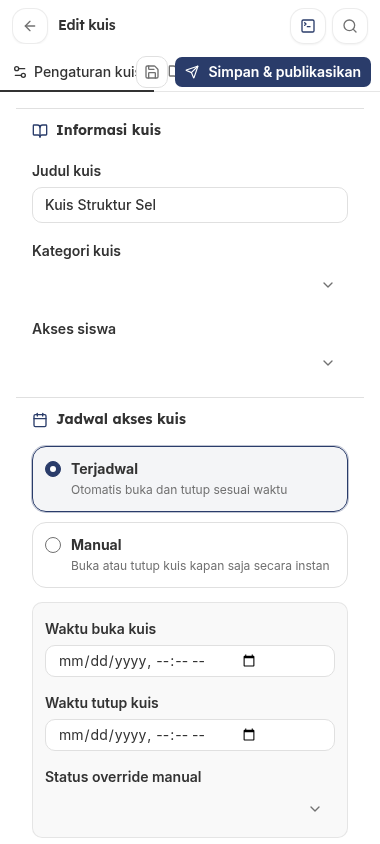 Edit kuis
Pengaturan kuis
Simpan & publikasikan
Informasi kuis
Judul kuis
Kuis Struktur Sel
Kategori kuis
Akses siswa
Jadwal akses kuis
Terjadwal
Otomatis buka dan tutup sesuai waktu
Manual
Buka atau tutup kuis kapan saja secara instan
Waktu buka kuis
mm/dd/yyyy, --:-- --
Waktu tutup kuis
mm/dd/yyyy, --:-- --
Status override manual